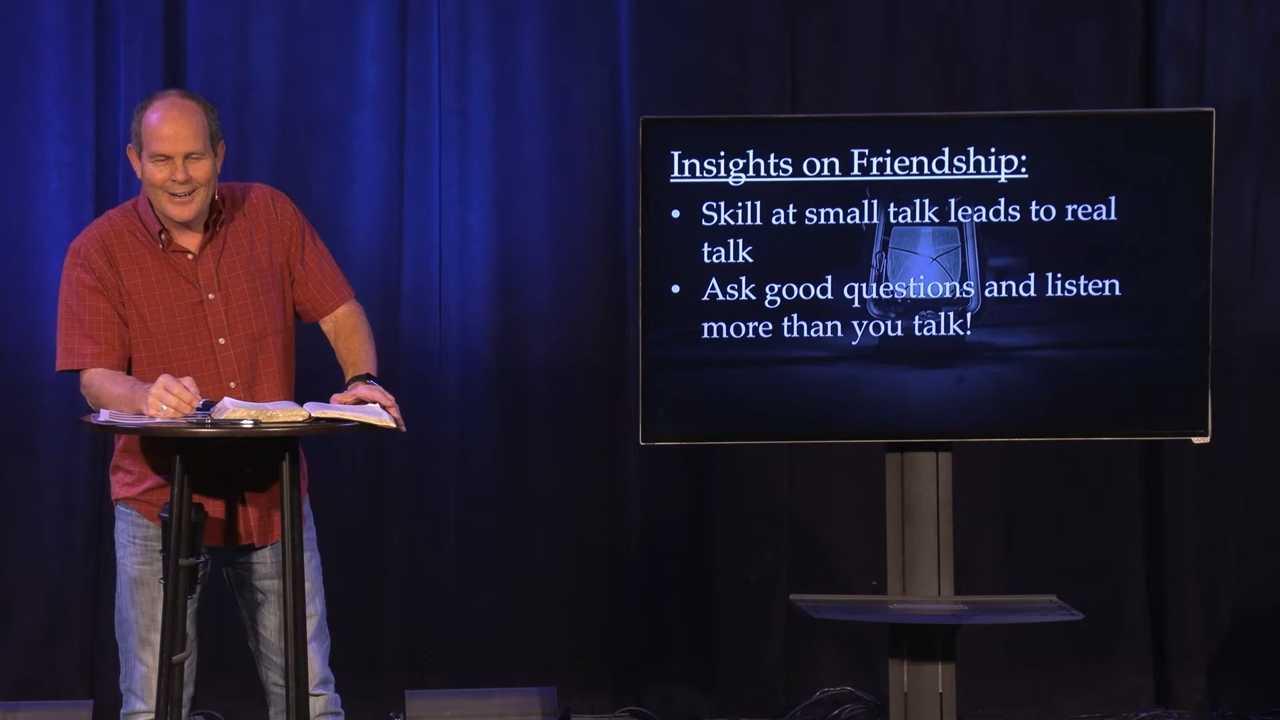 Insights on Friendship:
• Skill at small talk leads to real
talk
• Ask good questions and listen
more than you talk!